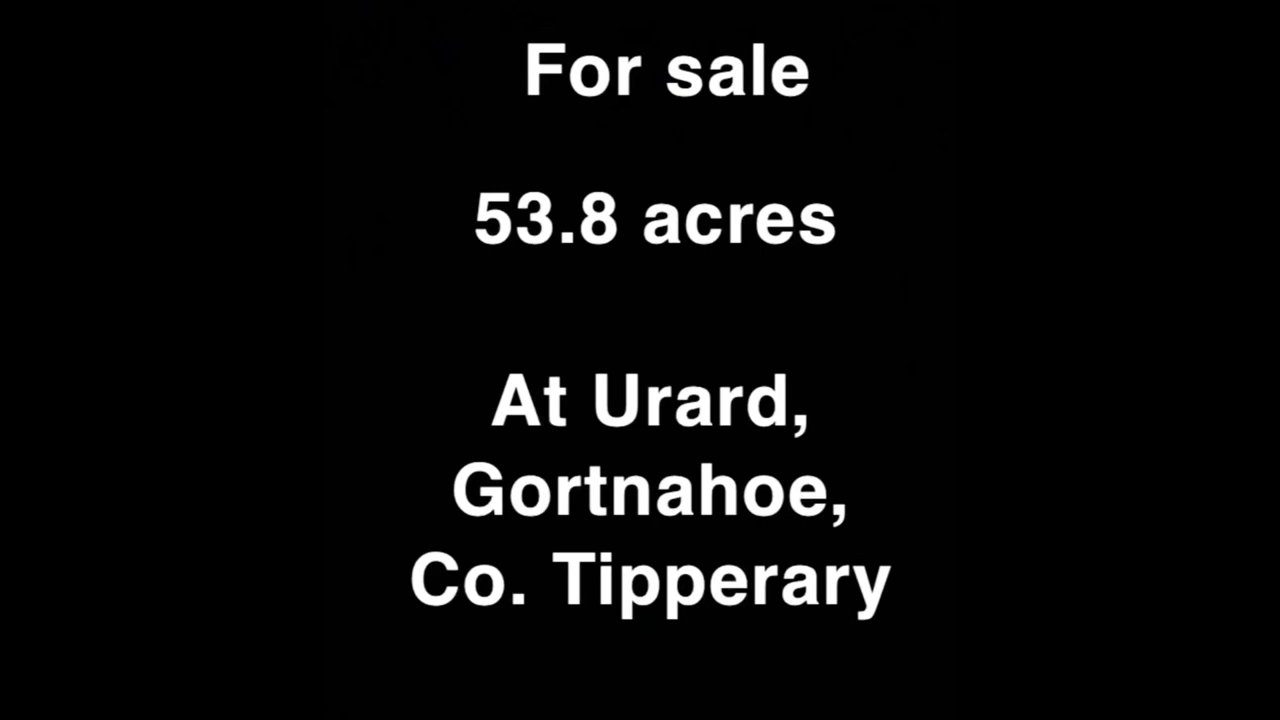 For sale
53.8 acres
At Urard,
Gortnahoe,
Co. Tipperary